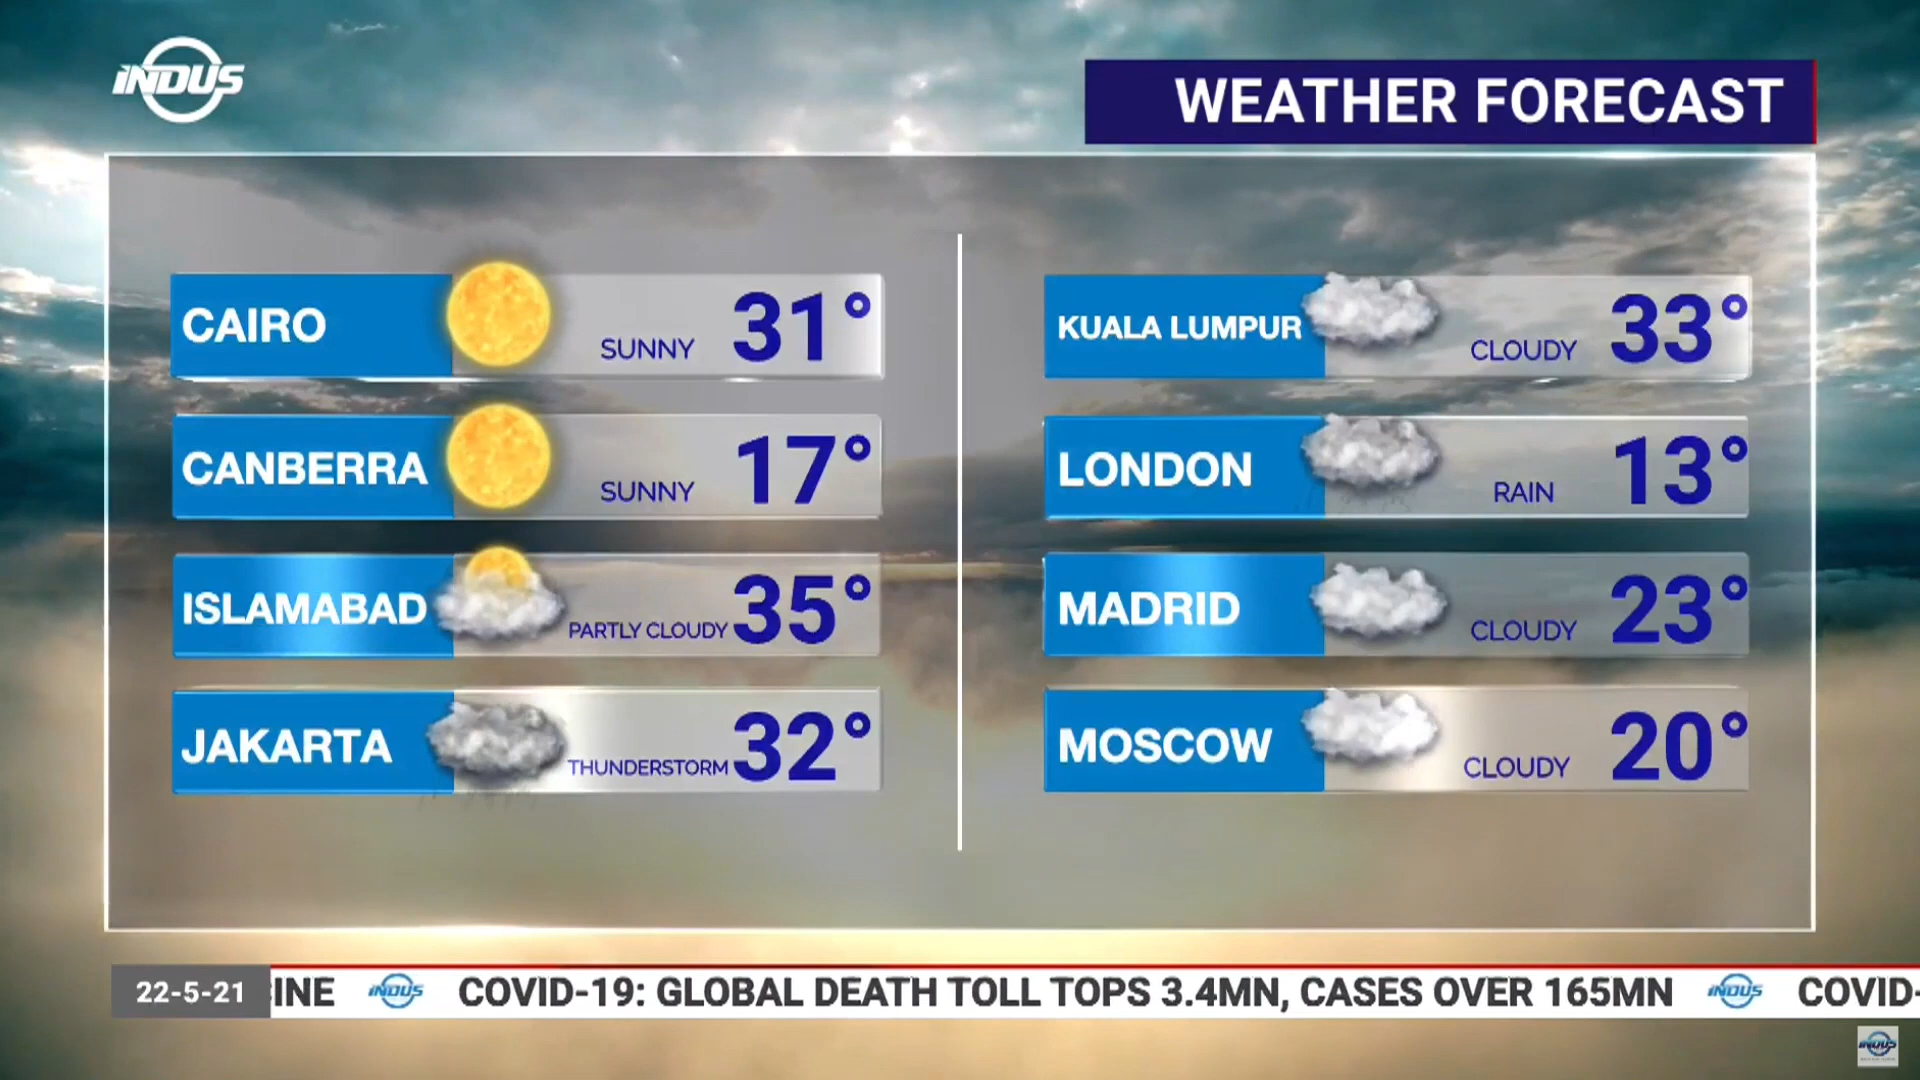 iNDUS
WEATHER FORECAST
CAIRO SUNNY 31°
CANBERRA SUNNY 17°
ISLAMABAD PARTLY CLOUDY 35°
JAKARTA THUNDERSTORM 32°
KUALA LUMPUR CLOUDY 33°
LONDON RAIN 13°
MADRID CLOUDY 23°
MOSCOW CLOUDY 20°
22-5-21 INE iNDUS COVID-19: GLOBAL DEATH TOLL TOPS 3.4MN, CASES OVER 165MN iNDUS COVID-
iNDUS